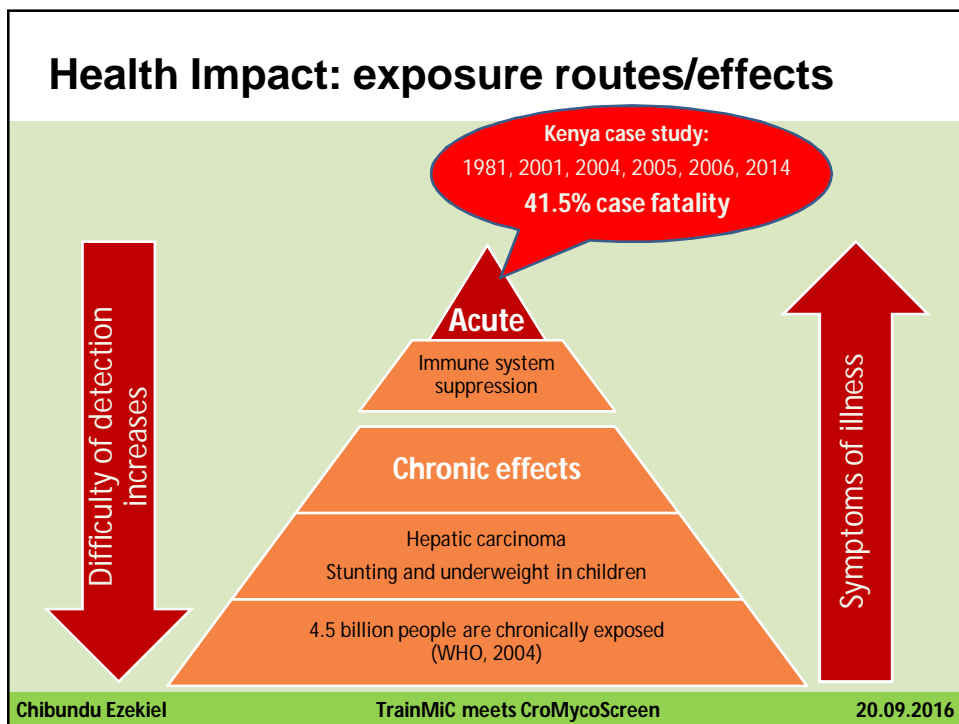 Health Impact: exposure routes/effects
Kenya case study:
1981, 2001, 2004, 2005, 2006, 2014
41.5% case fatality
Difficulty of detection
increases
Acute
Immune system
suppression
Chronic effects
Hepatic carcinoma
Stunting and underweight in children
4.5 billion people are chronically exposed
(WHO, 2004)
Symptoms of illness
Chibundu Ezekiel
TrainMiC meets CroMycoScreen
20.09.2016